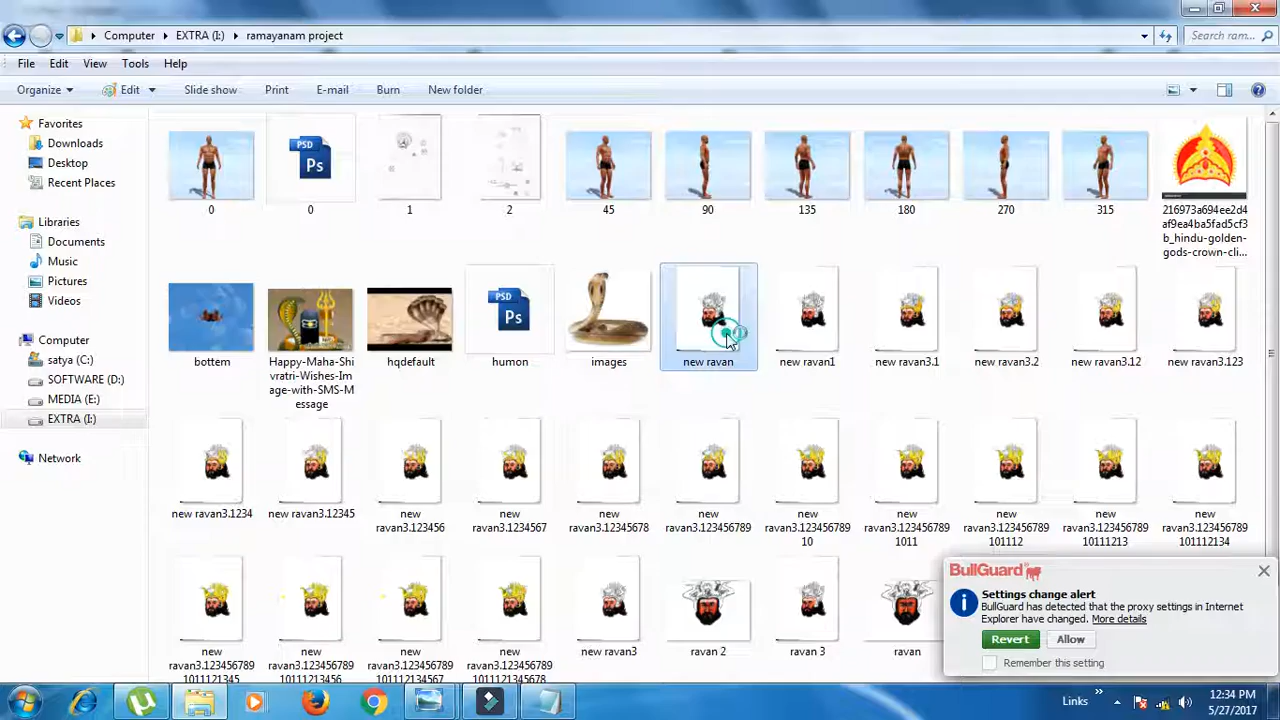 Computer EXTRA (I:) ramayanam project
Search ram...
File Edit View Tools Help
Organize Edit Slide show Print E-mail Burn New folder
Favorites
Downloads
Desktop
Recent Places
Libraries
Documents
Music
Pictures
Videos
Computer
satya (C:)
SOFTWARE (D:)
MEDIA (E:)
EXTRA (I:)
Network
PSD
Ps
0 0 1 2 45 90 135 180 270 315
216973a694ee2d4
af9ea4ba5fad5cf3
b_hindu-golden-
gods-crown-cli...
PSD
Ps
bottem
Happy-Maha-Shi
vratri-Wishes-Im
age-with-SMS-M
essage
hqdefault
humon
images
new ravan
new ravan1
new ravan3.1
new ravan3.2
new ravan3.12
new ravan3.123
new ravan3.1234
new ravan3.12345
new
ravan3.123456
new
ravan3.1234567
new
ravan3.12345678
new
ravan3.123456789
new
ravan3.123456789
10
new
ravan3.123456789
1011
new
ravan3.123456789
101112
new
ravan3.123456789
10111213
new
ravan3.123456789
101112134
new
ravan3.123456789
1011121345
new
ravan3.123456789
10111213456
new
ravan3.123456789
101112134567
new
ravan3.123456789
1011121345678
new ravan3
ravan 2
ravan 3
ravan
BullGuard
Settings change alert
BullGuard has detected that the proxy settings in Internet
Explorer have changed. More details
Revert Allow
Remember this setting
Links
12:34 PM
5/27/2017